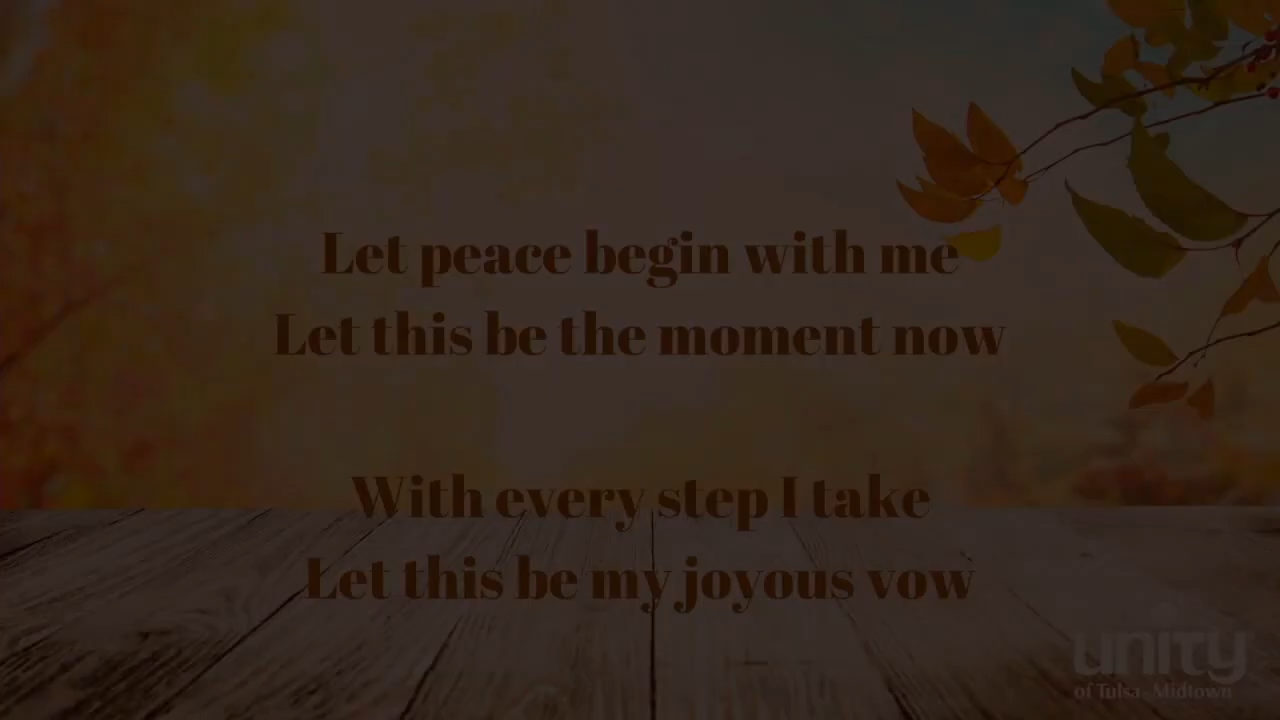 Let peace begin with me
Let this be the moment now
With every step I take
Let this be my joyous vow
unity
of Tulsa - Midtown